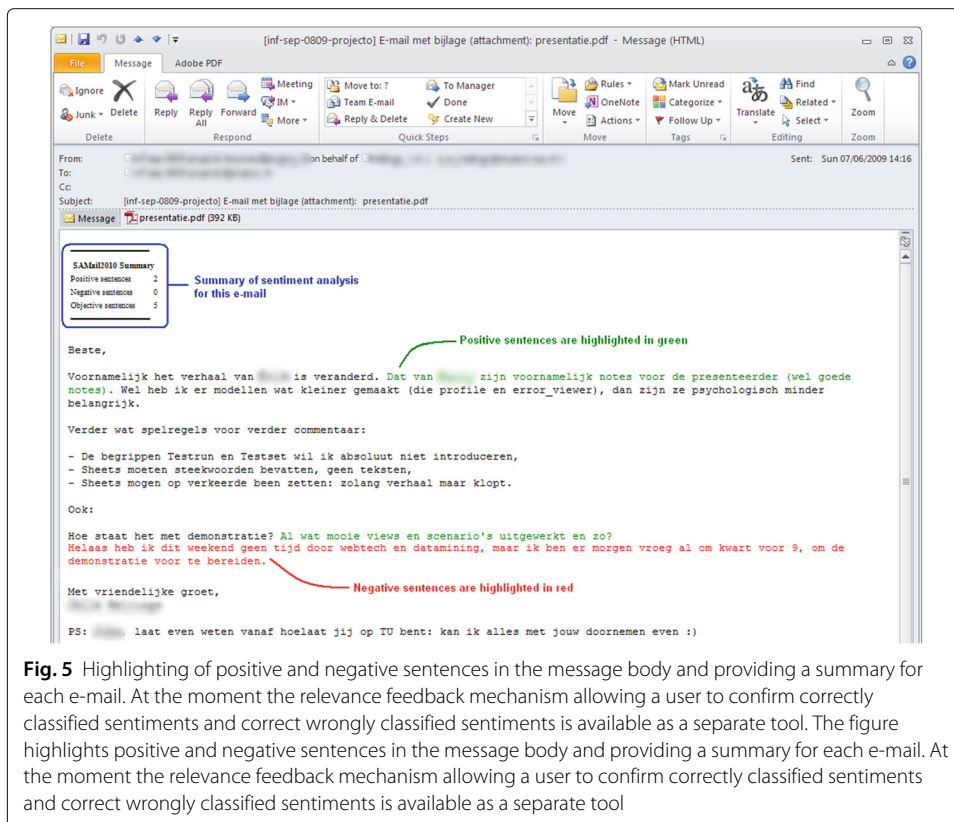 [inf-sep-0809-projecto] E-mail met bijlage (attachment): presentatie.pdf - Message (HTML)
File Message Adobe PDF
Ignore
Junk
Delete
Reply
Reply All
Forward
Meeting
IM
More
Move to: ?
Team E-mail
Reply & Delete
To Manager
Done
Create New
Move
Rules
OneNote
Actions
Mark Unread
Categorize
Follow Up
Translate
Find
Related
Select
Zoom
Delete Respond Quick Steps Move Tags Editing Zoom
From: on behalf of Sent: Sun 07/06/2009 14:16
To:
Cc:
Subject: [inf-sep-0809-projecto] E-mail met bijlage (attachment): presentatie.pdf
Message presentatie.pdf (392 KB)
SAMail2010 Summary
Positive sentences 2
Negative sentences 0
Objective sentences 5
Summary of sentiment analysis
for this e-mail
Positive sentences are highlighted in green
Beste,
Voornamelijk het verhaal van is veranderd. Dat van zijn voornamelijk notes voor de presenteerder (wel goede
notes). Wel heb ik er modellen wat kleiner gemaakt (die profile en error_viewer), dan zijn ze psychologisch minder
belangrijk.
Verder wat spelregels voor verder commentaar:
- De begrippen Testrun en Testset wil ik absoluut niet introduceren,
- Sheets moeten steekwoorden bevatten, geen teksten,
- Sheets mogen op verkeerde been zetten: zolang verhaal maar klopt.
Ook:
Hoe staat het met demonstratie? Al wat mooie views en scenario's uitgewerkt en zo?
Helaas heb ik dit weekend geen tijd door webtech en datamining, maar ik ben er morgen vroeg al om kwart voor 9, om de
demonstratie voor te bereiden.
Negative sentences are highlighted in red
Met vriendelijke groet,
PS: , laat even weten vanaf hoelaat jij op TU bent: kan ik alles met jouw doornemen even :)
Fig. 5 Highlighting of positive and negative sentences in the message body and providing a summary for
each e-mail. At the moment the relevance feedback mechanism allowing a user to confirm correctly
classified sentiments and correct wrongly classified sentiments is available as a separate tool. The figure
highlights positive and negative sentences in the message body and providing a summary for each e-mail. At
the moment the relevance feedback mechanism allowing a user to confirm correctly classified sentiments
and correct wrongly classified sentiments is available as a separate tool